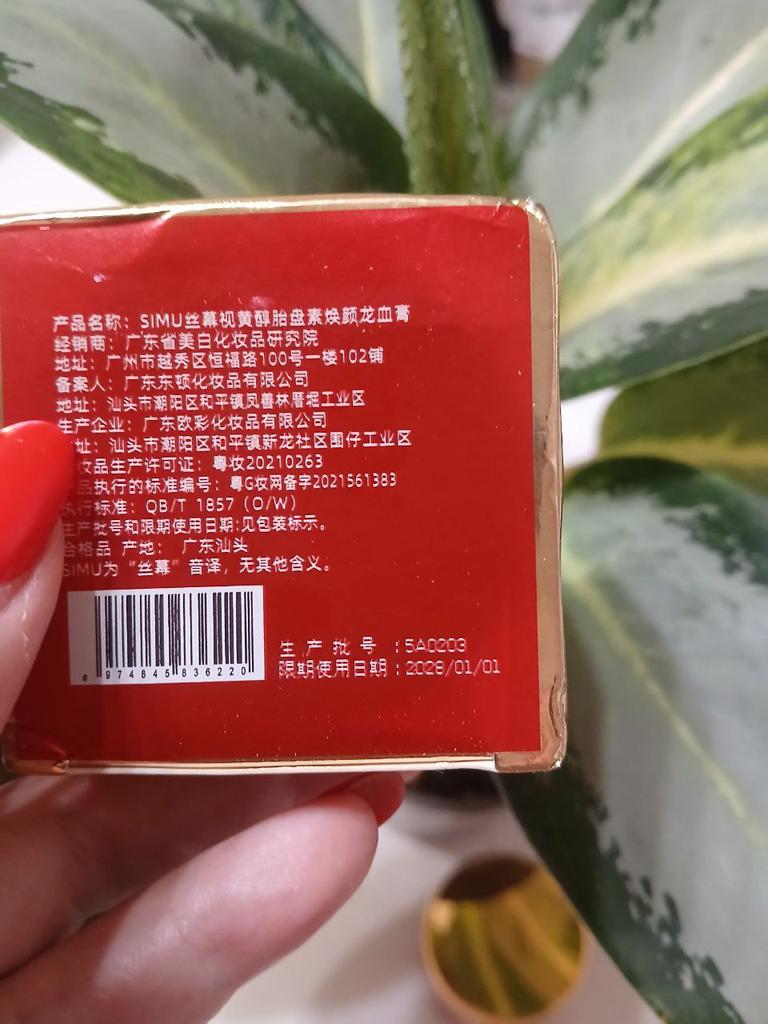 产品名称：SIMU丝幕视黄醇胎盘素焕颜龙血膏
经销商：广东省美白化妆品研究院
地址：广州市越秀区恒福路100号一楼102铺
备案人：广东东顿化妆品有限公司
地址：汕头市潮阳区和平镇凤善林厝堀工业区
生产企业：广东欧彩化妆品有限公司
址：汕头市潮阳区和平镇新龙社区围仔工业区
妆品生产许可证：粤妆20210263
品执行的标准编号：粤G妆网备字2021561383
执行标准：QB/T 1857（O/W）
生产批号和限期使用日期:见包装标示。
合格品 产地： 广东汕头
SIMU为“丝幕”音译，无其他含义。
6 974845 836220
生产批号：5A0203
限期使用日期：2028/01/01